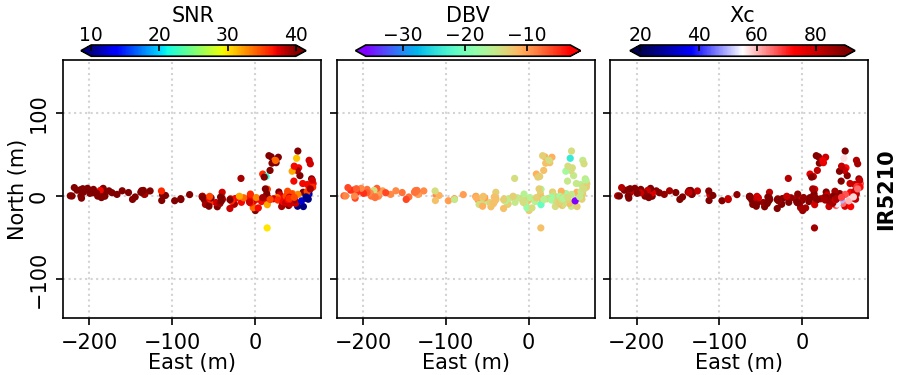 SNR
DBV
Xc
10 20 30 40
−30 −20 −10
20 40 60 80
North (m)
100
0
−100
−200 −100 0
−200 −100 0
−200 −100 0
East (m)
East (m)
East (m)
IR5210